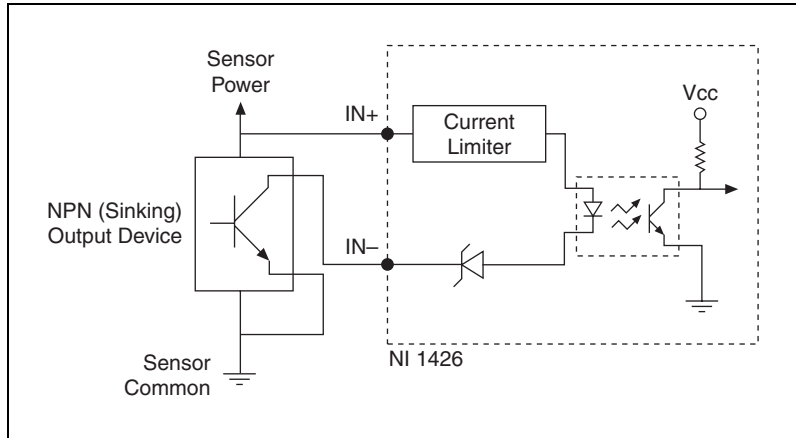 Sensor
Power
IN+
Current
Limiter
Vcc
NPN (Sinking)
Output Device
IN–
NI 1426
Sensor
Common